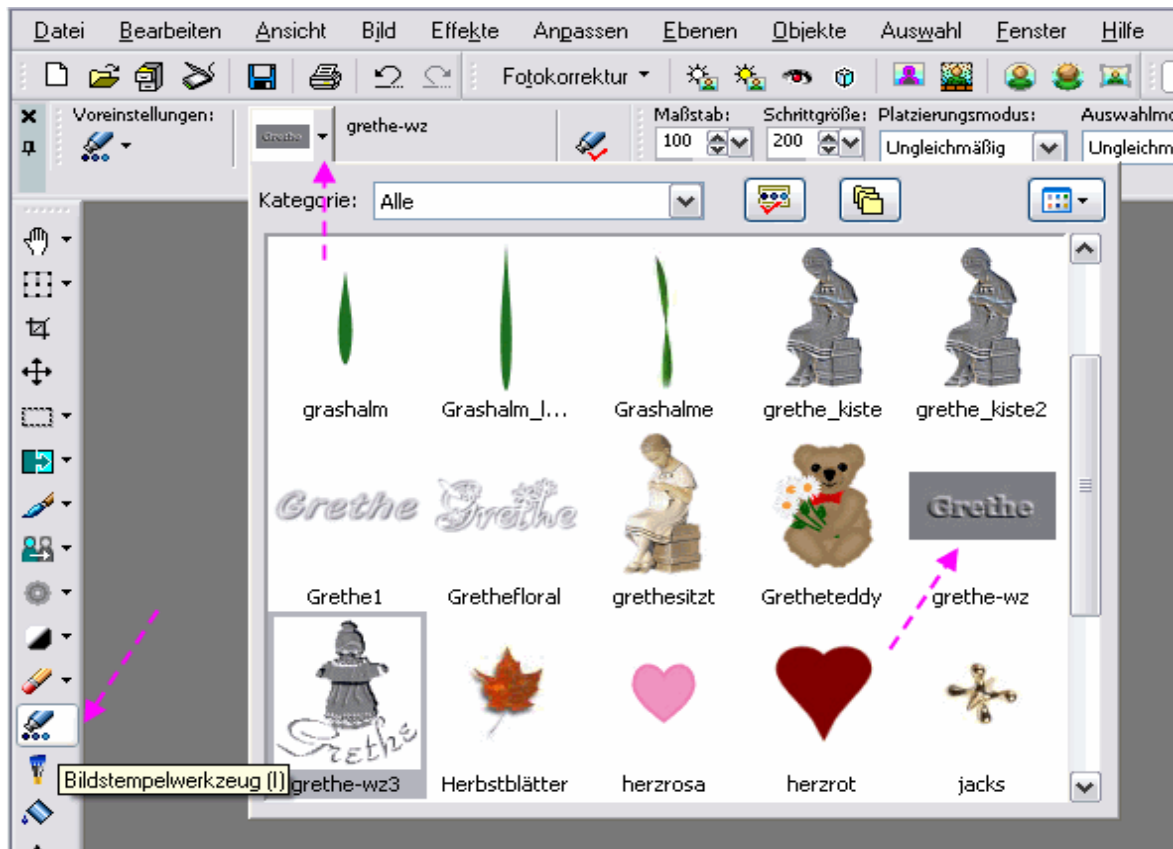 Datei Bearbeiten Ansicht Bild Effekte Anpassen Ebenen Objekte Auswahl Fenster Hilfe
Fotokorrektur
Voreinstellungen:
Grethe
grethe-wz
Maßstab: Schrittgröße: Platzierungsmodus: Auswahlmo
100 200 Ungleichmäßig Ungleichm
Kategorie: Alle
grashalm Grashalm_l... Grashalme grethe_kiste grethe_kiste2
Grethe Grethe Grethe
Grethe1 Grethefloral grethesitzt Gretheteddy grethe-wz
Grethe
grethe-wz3 Herbstblätter herzrosa herzrot jacks
Bildstempelwerkzeug (I)